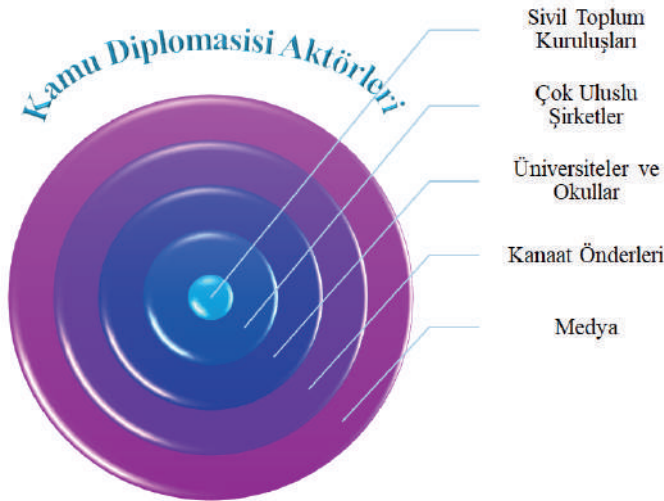 Kamu Diplomasisi Aktörleri
Sivil Toplum
Kuruluşları
Çok Uluslu
Şirketler
Üniversiteler ve
Okullar
Kanaat Önderleri
Medya